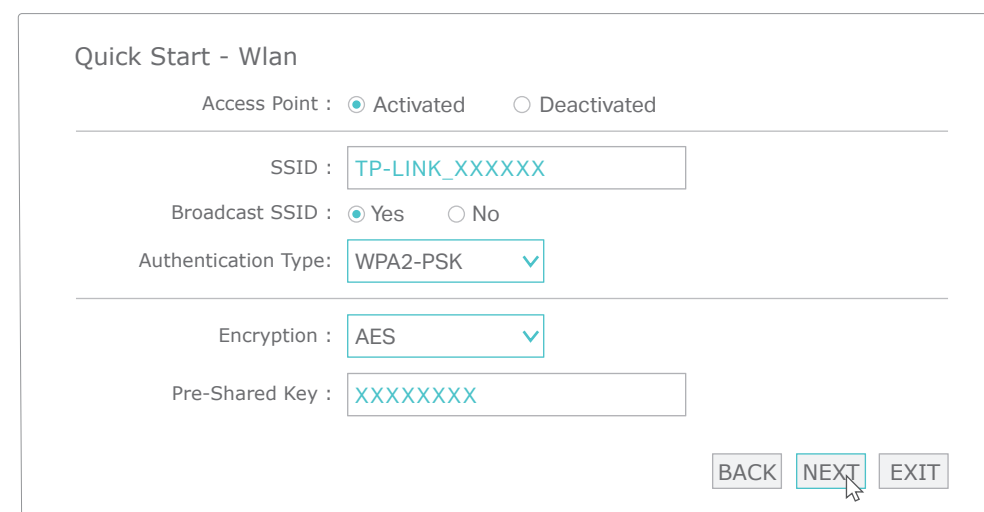 Quick Start - Wlan
Access Point : Activated Deactivated
SSID : TP-LINK_XXXXXX
Broadcast SSID : Yes No
Authentication Type: WPA2-PSK
Encryption : AES
Pre-Shared Key : XXXXXXXX
BACK NEXT EXIT